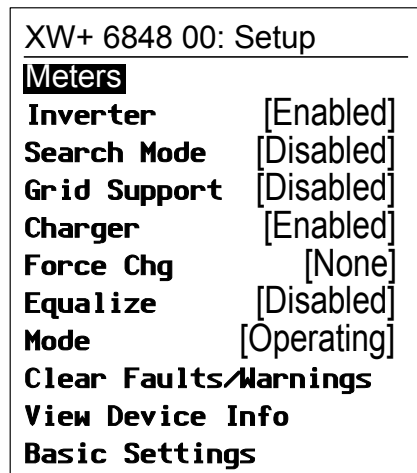 XW+ 6848 00: Setup
Meters
Inverter [Enabled]
Search Mode [Disabled]
Grid Support [Disabled]
Charger [Enabled]
Force Chg [None]
Equalize [Disabled]
Mode [Operating]
Clear Faults/Warnings
View Device Info
Basic Settings